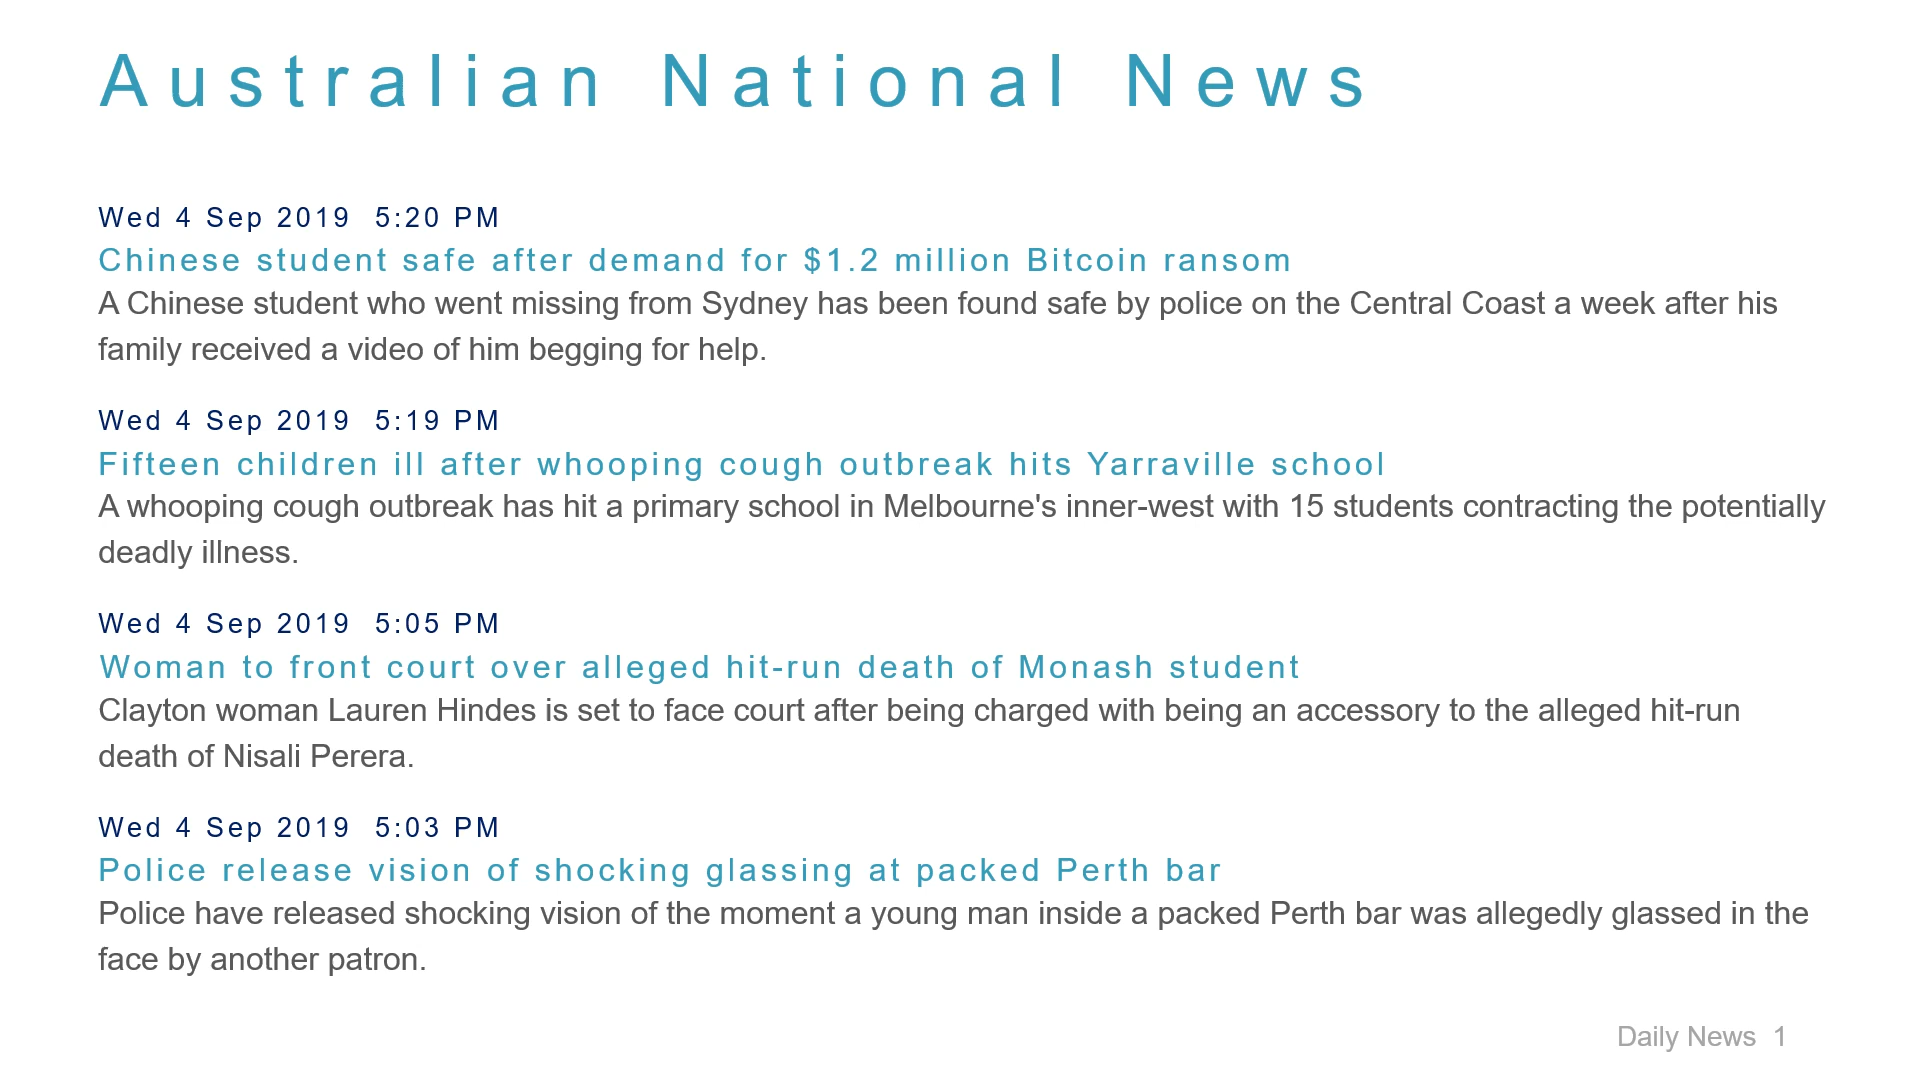 Australian National News
Wed 4 Sep 2019 5:20 PM
Chinese student safe after demand for $1.2 million Bitcoin ransom
A Chinese student who went missing from Sydney has been found safe by police on the Central Coast a week after his
family received a video of him begging for help.
Wed 4 Sep 2019 5:19 PM
Fifteen children ill after whooping cough outbreak hits Yarraville school
A whooping cough outbreak has hit a primary school in Melbourne's inner-west with 15 students contracting the potentially
deadly illness.
Wed 4 Sep 2019 5:05 PM
Woman to front court over alleged hit-run death of Monash student
Clayton woman Lauren Hindes is set to face court after being charged with being an accessory to the alleged hit-run
death of Nisali Perera.
Wed 4 Sep 2019 5:03 PM
Police release vision of shocking glassing at packed Perth bar
Police have released shocking vision of the moment a young man inside a packed Perth bar was allegedly glassed in the
face by another patron.
Daily News 1